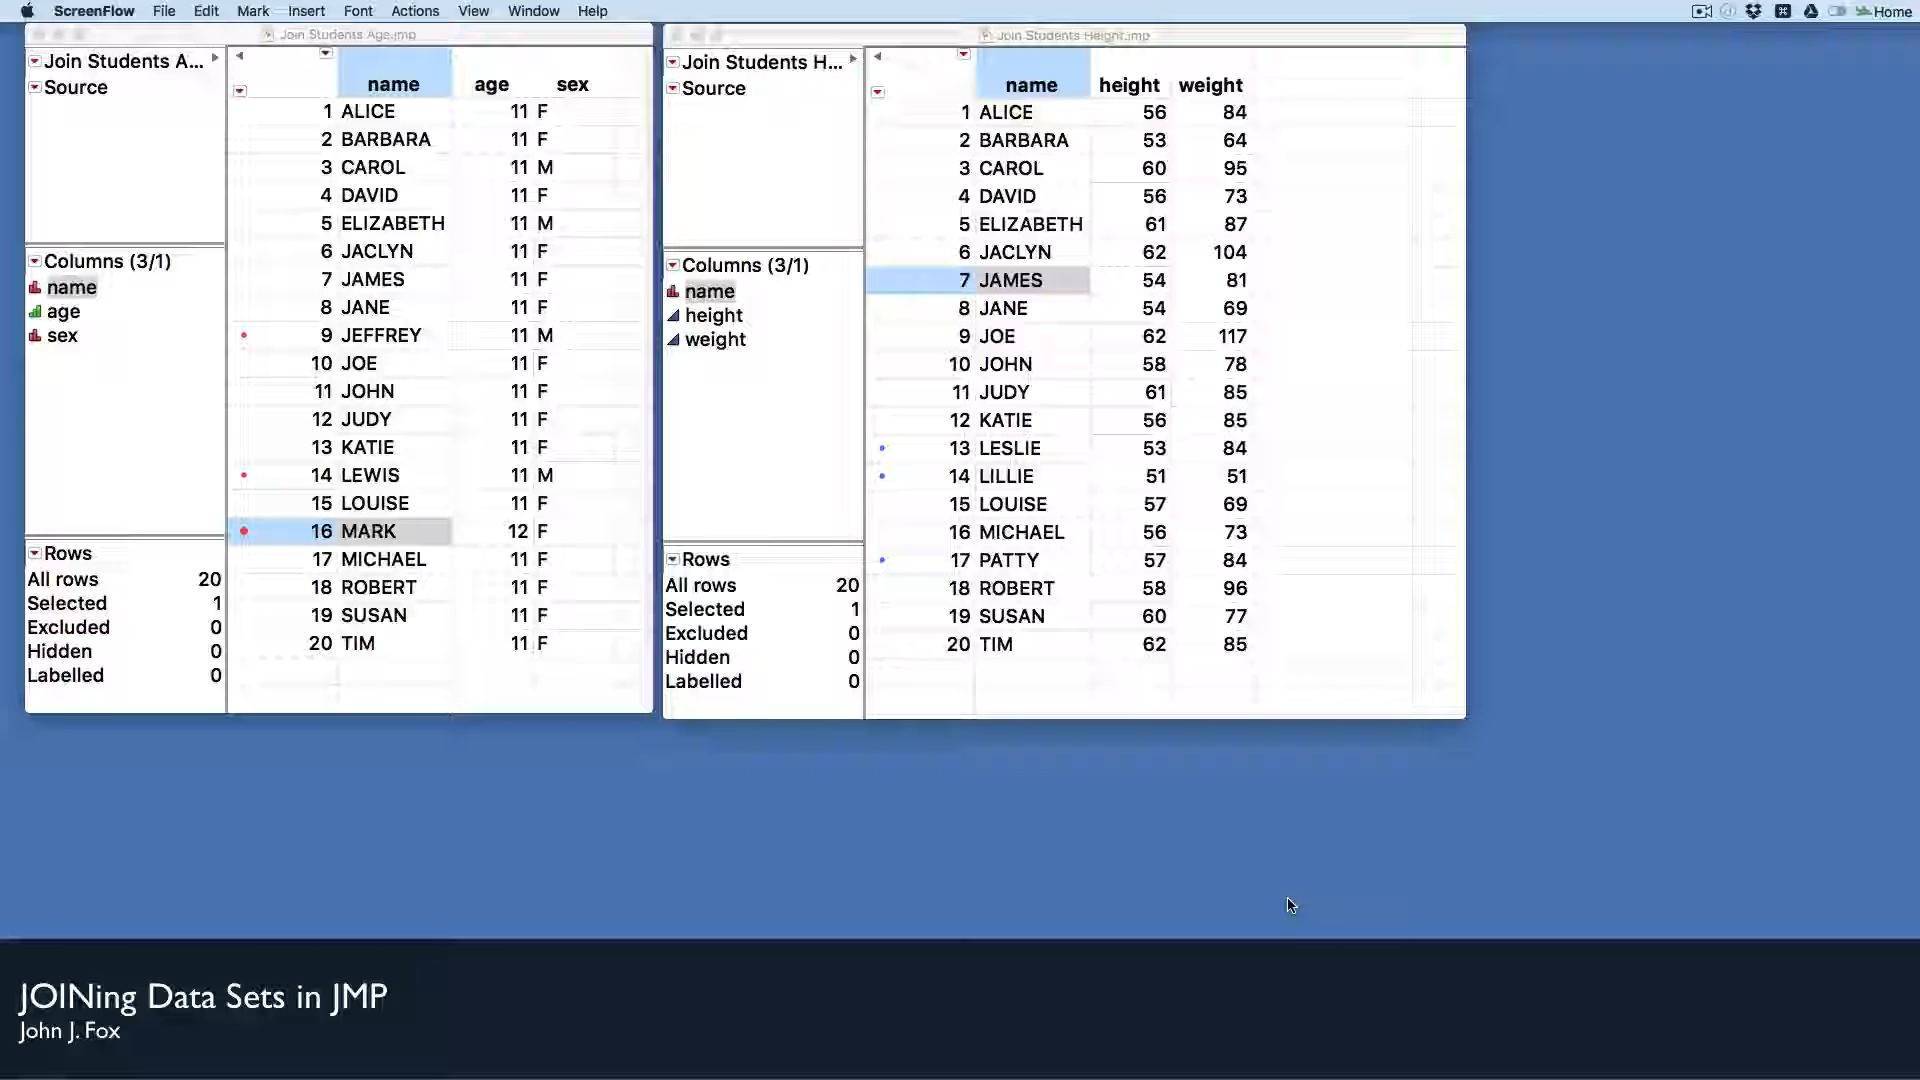 ScreenFlow File Edit Mark Insert Font Actions View Window Help Home
Join Students Age.jmp
Join Students A...
Source
Columns (3/1)
name
age
sex
Rows
All rows 20
Selected 1
Excluded 0
Hidden 0
Labelled 0
name age sex
1 ALICE 11 F
2 BARBARA 11 F
3 CAROL 11 M
4 DAVID 11 F
5 ELIZABETH 11 M
6 JACLYN 11 F
7 JAMES 11 F
8 JANE 11 F
9 JEFFREY 11 M
10 JOE 11 F
11 JOHN 11 F
12 JUDY 11 F
13 KATIE 11 F
14 LEWIS 11 M
15 LOUISE 11 F
16 MARK 12 F
17 MICHAEL 11 F
18 ROBERT 11 F
19 SUSAN 11 F
20 TIM 11 F
Join Students Height.jmp
Join Students H...
Source
Columns (3/1)
name
height
weight
Rows
All rows 20
Selected 1
Excluded 0
Hidden 0
Labelled 0
name height weight
1 ALICE 56 84
2 BARBARA 53 64
3 CAROL 60 95
4 DAVID 56 73
5 ELIZABETH 61 87
6 JACLYN 62 104
7 JAMES 54 81
8 JANE 54 69
9 JOE 62 117
10 JOHN 58 78
11 JUDY 61 85
12 KATIE 56 85
13 LESLIE 53 84
14 LILLIE 51 51
15 LOUISE 57 69
16 MICHAEL 56 73
17 PATTY 57 84
18 ROBERT 58 96
19 SUSAN 60 77
20 TIM 62 85
JOINing Data Sets in JMP
John J. Fox